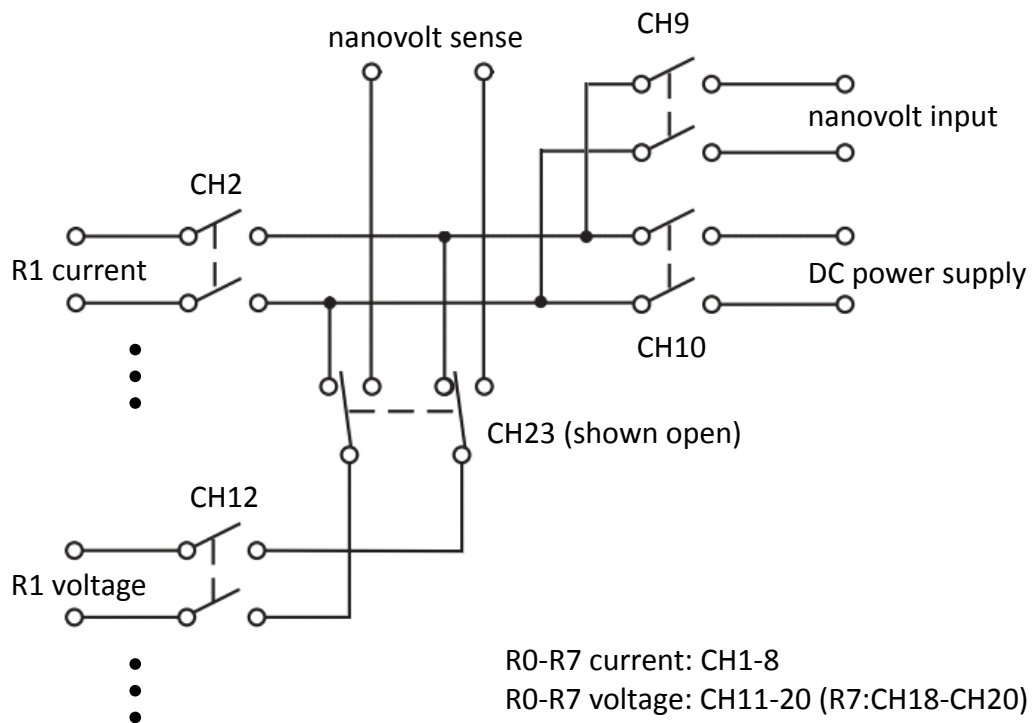 nanovolt sense
CH9
nanovolt input
CH2
R1 current
DC power supply
CH10
CH23 (shown open)
CH12
R1 voltage
R0-R7 current: CH1-8
R0-R7 voltage: CH11-20 (R7:CH18-CH20)